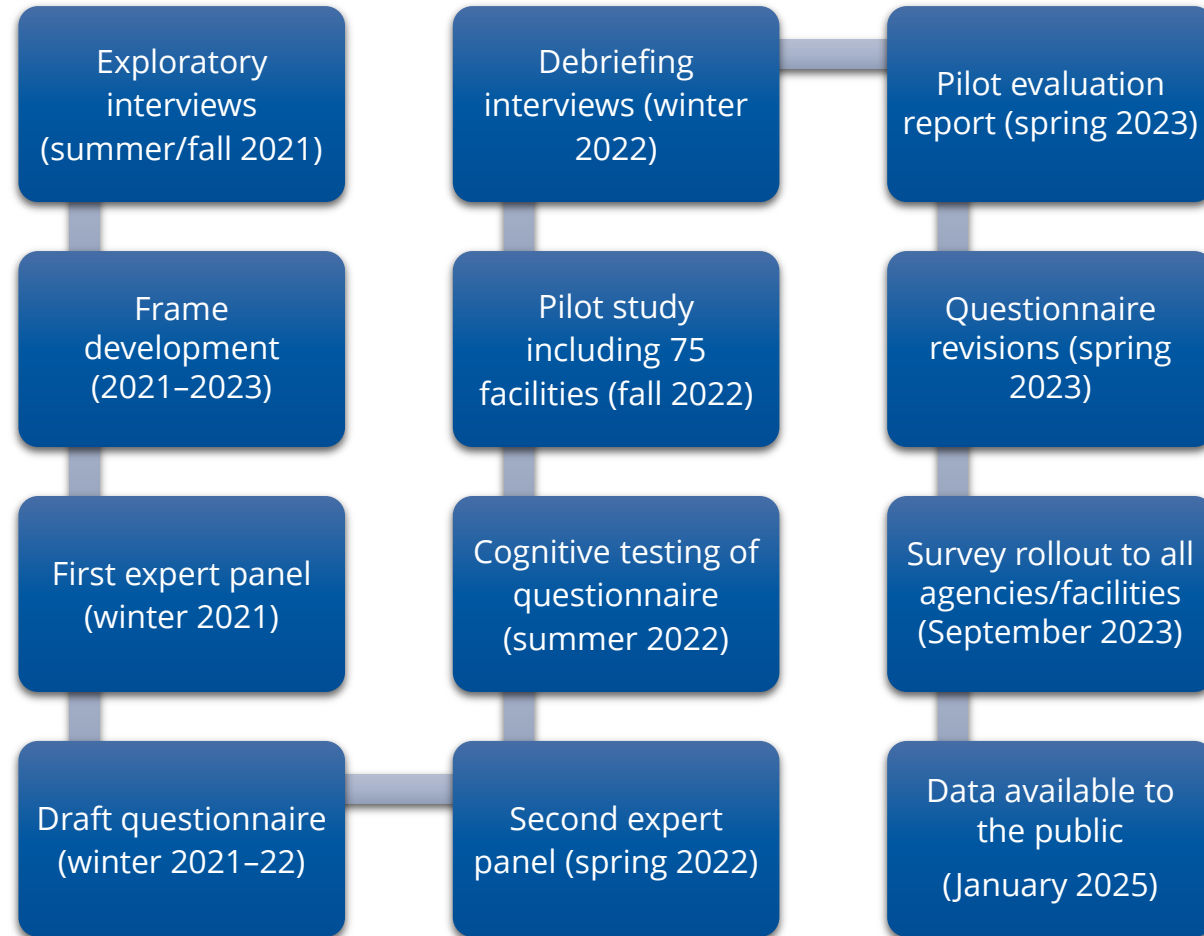 Exploratory
interviews
(summer/fall 2021)
Frame
development
(2021–2023)
First expert panel
(winter 2021)
Draft questionnaire
(winter 2021–22)
Second expert
panel (spring 2022)
Cognitive testing of
questionnaire
(summer 2022)
Pilot study
including 75
facilities (fall 2022)
Debriefing
interviews (winter
2022)
Pilot evaluation
report (spring 2023)
Questionnaire
revisions (spring
2023)
Survey rollout to all
agencies/facilities
(September 2023)
Data available to
the public
(January 2025)